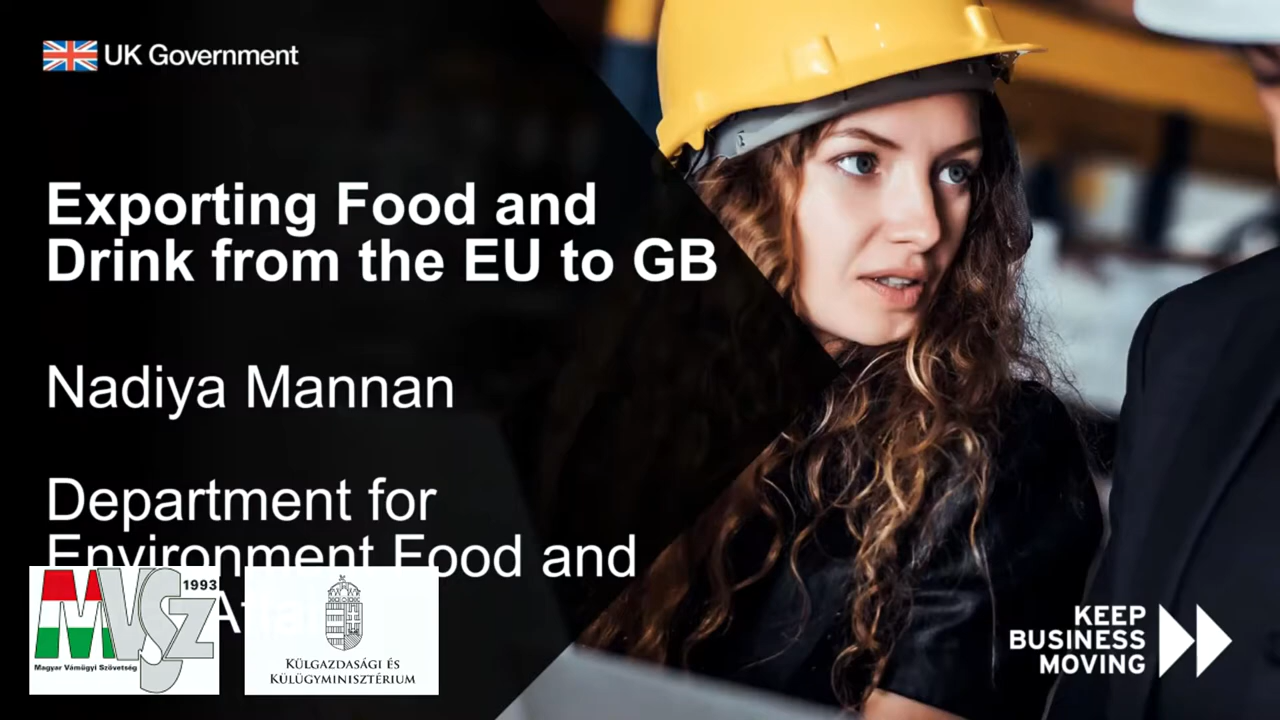 UK Government
Exporting Food and
Drink from the EU to GB
Nadiya Mannan
Department for
Environment Food and
1993
MVSZ
Magyar Vámügyi Szövetség
KÜLGAZDASÁGI ÉS
KÜLÜGYMINISZTÉRIUM
KEEP
BUSINESS
MOVING